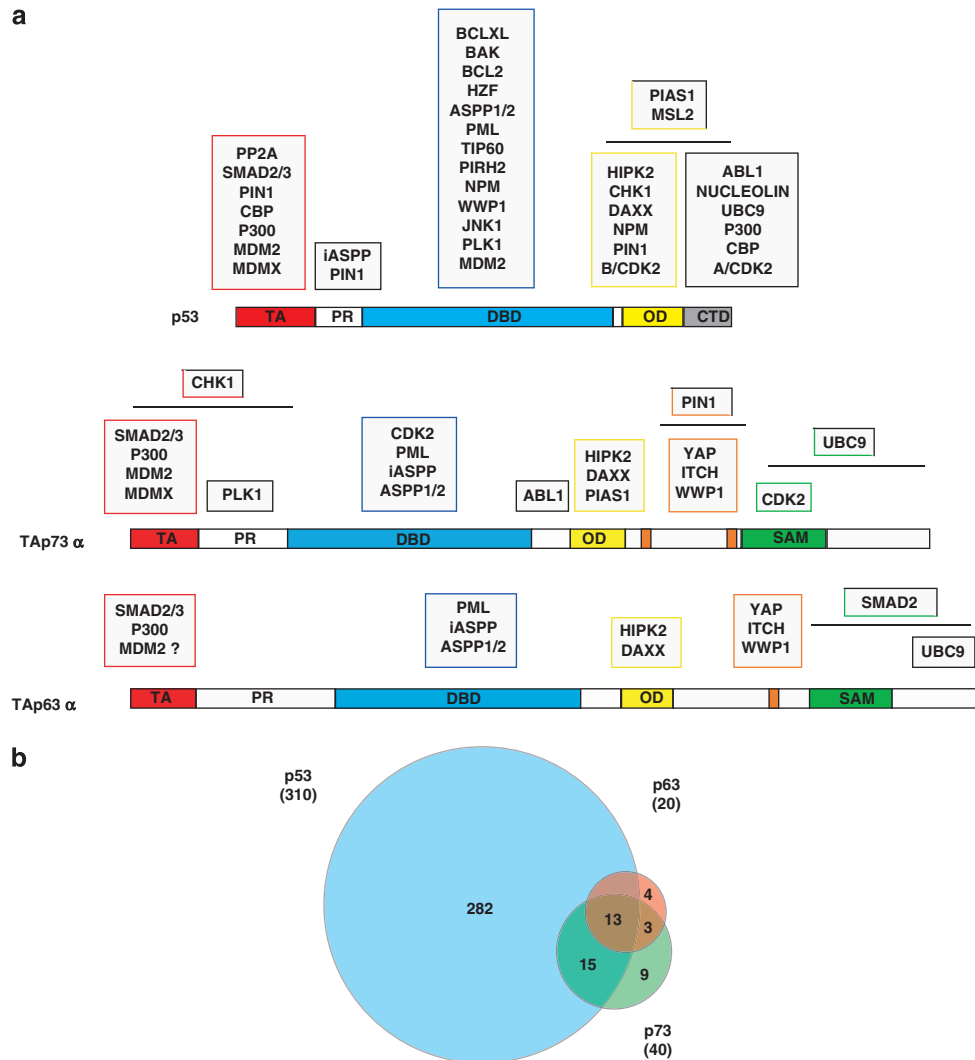 a
BCLXL
BAK
BCL2
HZF
ASPP1/2
PML
TIP60
PIRH2
NPM
WWP1
JNK1
PLK1
MDM2
PIAS1
MSL2
PP2A
SMAD2/3
PIN1
CBP
P300
MDM2
MDMX
iASPP
PIN1
HIPK2
CHK1
DAXX
NPM
PIN1
B/CDK2
ABL1
NUCLEOLIN
UBC9
P300
CBP
A/CDK2
p53 TA PR DBD OD CTD
CHK1
PIN1
SMAD2/3
P300
MDM2
MDMX
PLK1
CDK2
PML
iASPP
ASPP1/2
ABL1
HIPK2
DAXX
PIAS1
YAP
ITCH
WWP1
UBC9
CDK2
TAp73 α TA PR DBD OD SAM
SMAD2/3
P300
MDM2 ?
PML
iASPP
ASPP1/2
HIPK2
DAXX
YAP
ITCH
WWP1
SMAD2
UBC9
TAp63 α TA PR DBD OD SAM
b
p53
(310)
p63
(20)
282
4
13
3
15
9
p73
(40)